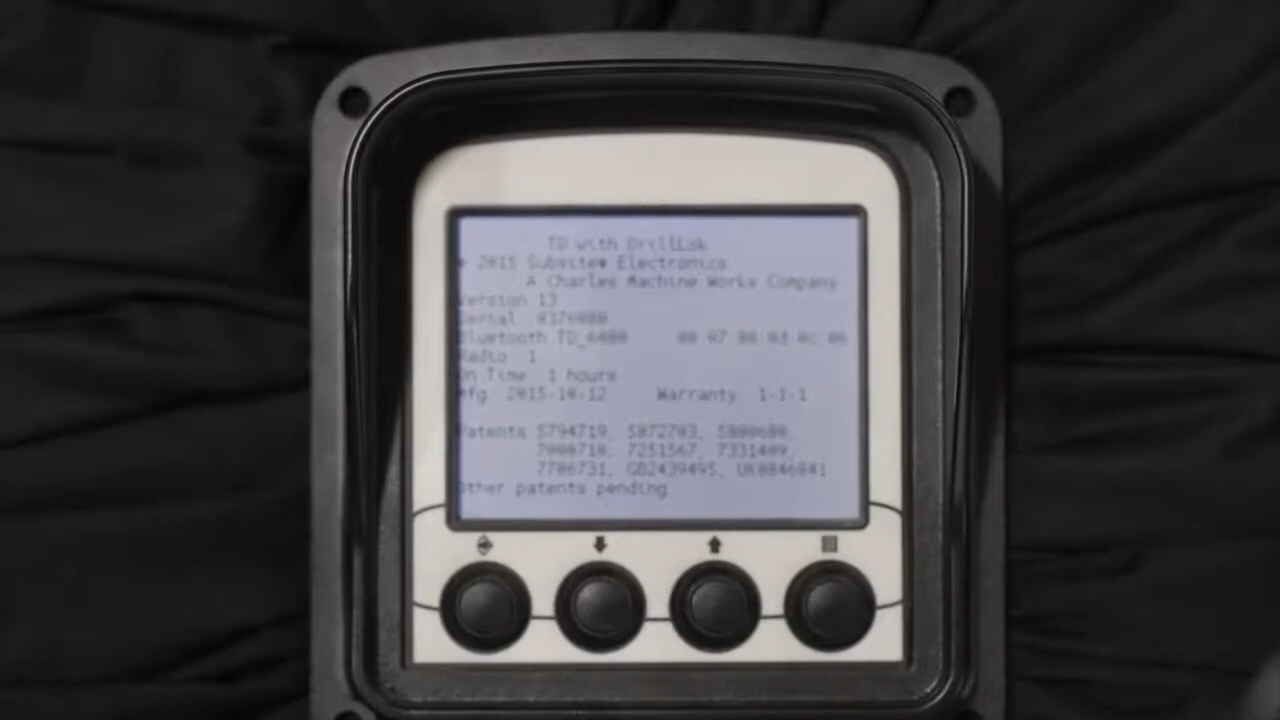 TD with DrillLok
© 2015 Subsite® Electronics
A Charles Machine Works Company
Version 13
Serial
Bluetooth
Radio 1
On Time 1 hours
Mfg 2015-10-12 Warranty 1-1-1
Patents 5794719, 5872703,
7251567, 7331409,
GB2439495,
Other patents pending